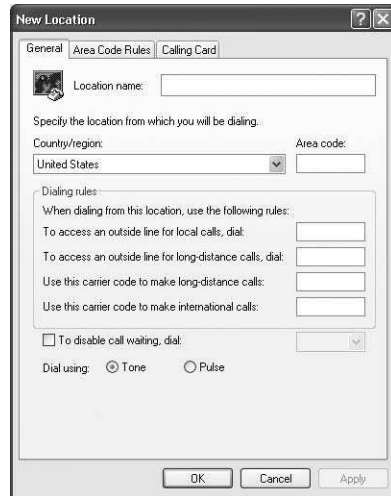 New Location
General Area Code Rules Calling Card
Location name:
Specify the location from which you will be dialing.
Country/region: Area code:
United States
Dialing rules
When dialing from this location, use the following rules:
To access an outside line for local calls, dial:
To access an outside line for long-distance calls, dial:
Use this carrier code to make long-distance calls:
Use this carrier code to make international calls:
To disable call waiting, dial:
Dial using: Tone Pulse
OK Cancel Apply